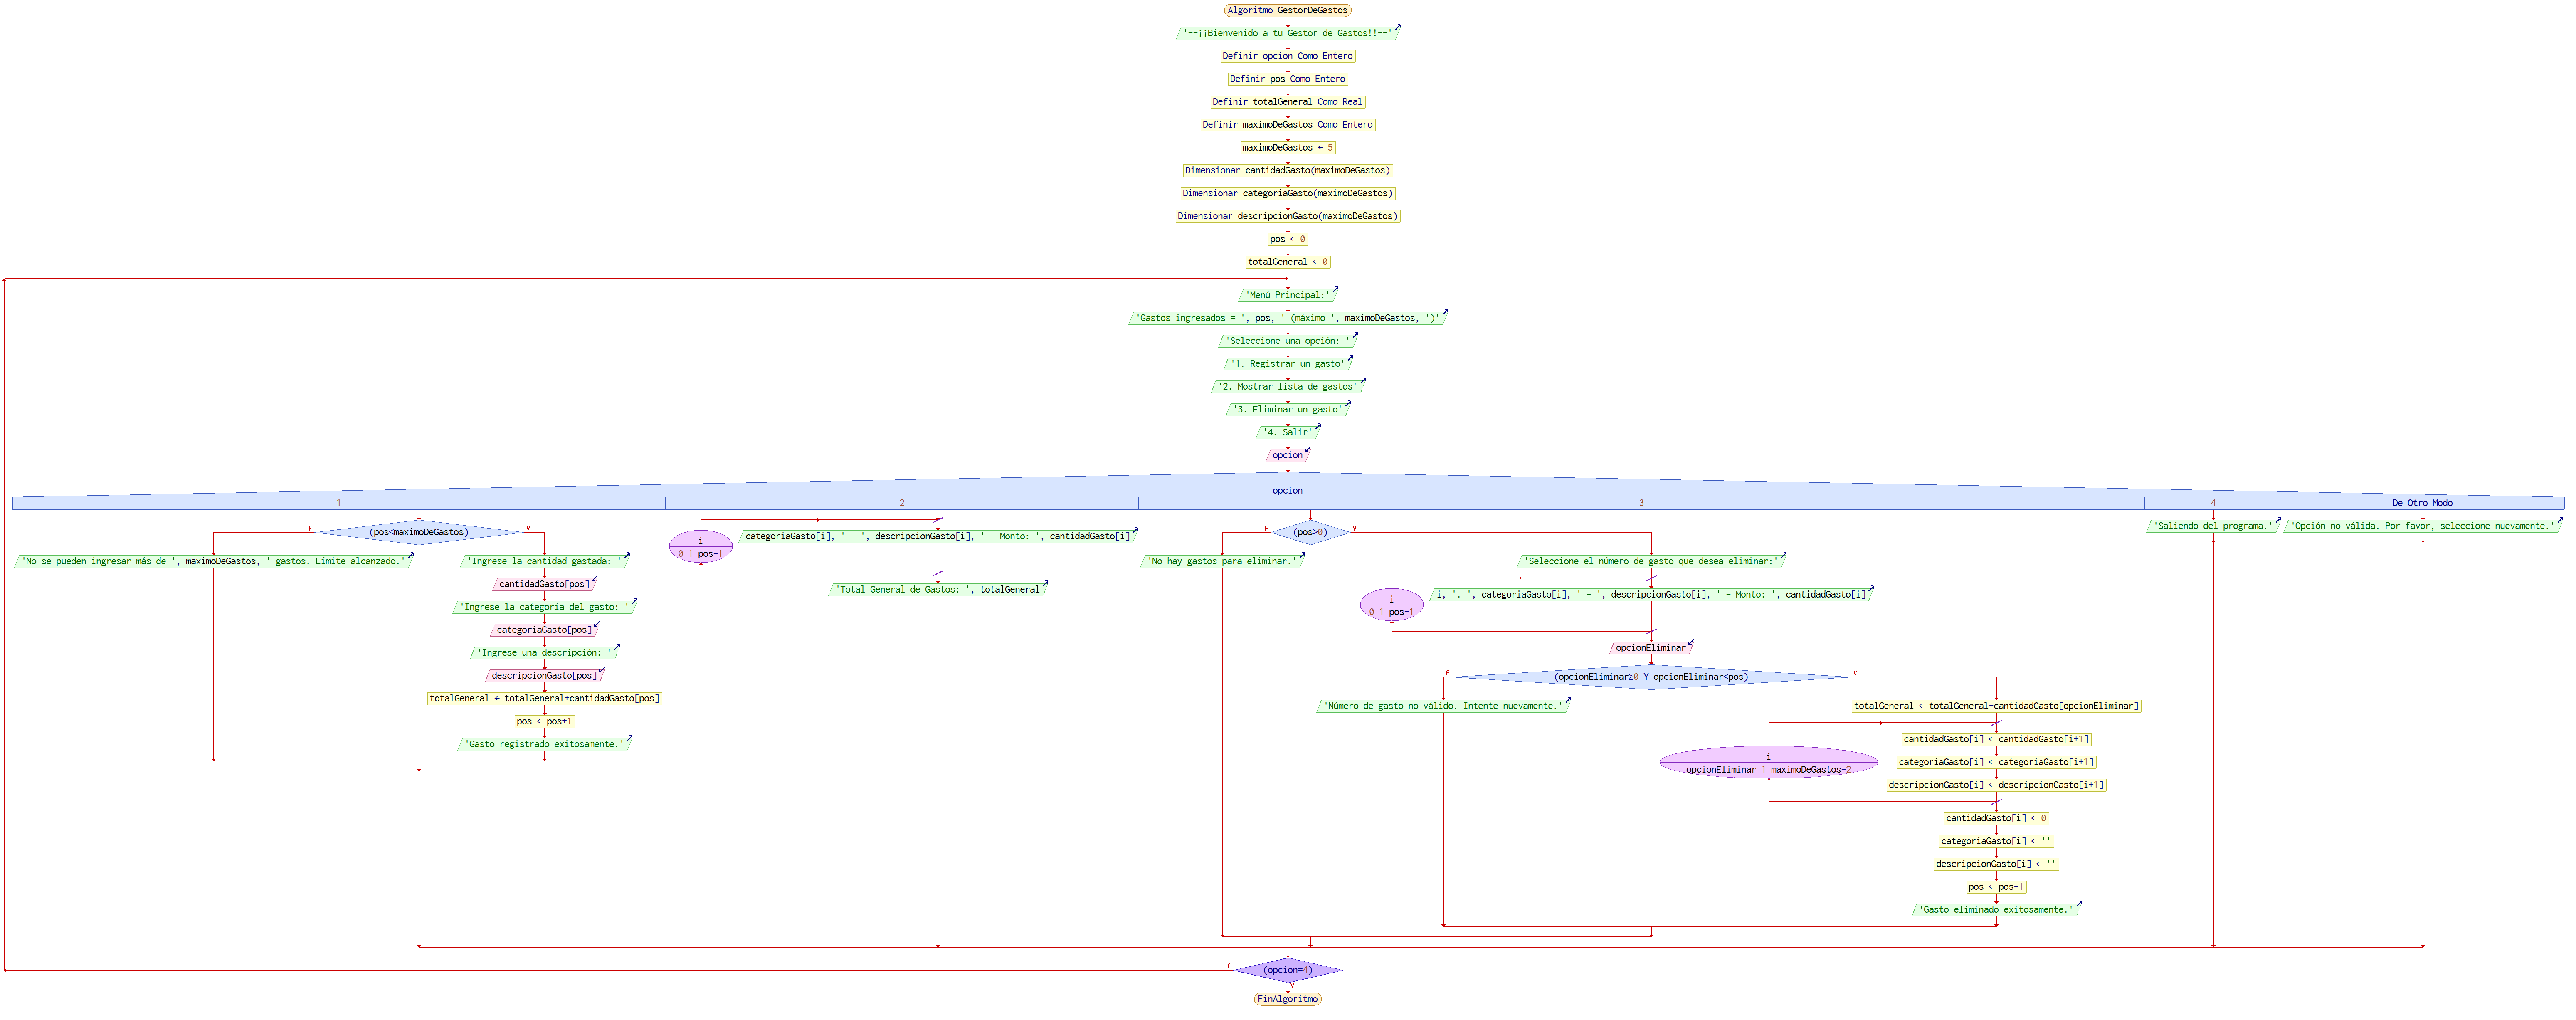 Algoritmo GestorDeGastos
'--¡¡Bienvenido a tu Gestor de Gastos!!--'
Definir opcion Como Entero
Definir pos Como Entero
Definir totalGeneral Como Real
Definir maximoDeGastos Como Entero
maximoDeGastos ← 5
Dimensionar cantidadGasto(maximoDeGastos)
Dimensionar categoriaGasto(maximoDeGastos)
Dimensionar descripcionGasto(maximoDeGastos)
pos ← 0
totalGeneral ← 0
'Menú Principal:'
'Gastos ingresados = ', pos, ' (máximo ', maximoDeGastos, ')'
'Seleccione una opción: '
'1. Registrar un gasto'
'2. Mostrar lista de gastos'
'3. Eliminar un gasto'
'4. Salir'
opcion
opcion
1
2
3
4
De Otro Modo
(pos<maximoDeGastos)
F
V
'No se pueden ingresar más de ', maximoDeGastos, ' gastos. Límite alcanzado.'
'Ingrese la cantidad gastada: '
cantidadGasto[pos]
'Ingrese la categoría del gasto: '
categoriaGasto[pos]
'Ingrese una descripción: '
descripcionGasto[pos]
totalGeneral ← totalGeneral+cantidadGasto[pos]
pos ← pos+1
'Gasto registrado exitosamente.'
i
0 1 pos-1
categoriaGasto[i], ' - ', descripcionGasto[i], ' - Monto: ', cantidadGasto[i]
'Total General de Gastos: ', totalGeneral
(pos>0)
F
V
'No hay gastos para eliminar.'
'Seleccione el número de gasto que desea eliminar:'
i
0 1 pos-1
i, '. ', categoriaGasto[i], ' - ', descripcionGasto[i], ' - Monto: ', cantidadGasto[i]
opcionEliminar
(opcionEliminar≥0 Y opcionEliminar<pos)
F
V
'Número de gasto no válido. Intente nuevamente.'
totalGeneral ← totalGeneral-cantidadGasto[opcionEliminar]
i
opcionEliminar 1 maximoDeGastos-2
cantidadGasto[i] ← cantidadGasto[i+1]
categoriaGasto[i] ← categoriaGasto[i+1]
descripcionGasto[i] ← descripcionGasto[i+1]
cantidadGasto[i] ← 0
categoriaGasto[i] ← ''
descripcionGasto[i] ← ''
pos ← pos-1
'Gasto eliminado exitosamente.'
'Saliendo del programa.'
'Opción no válida. Por favor, seleccione nuevamente.'
(opcion=4)
F
V
FinAlgoritmo